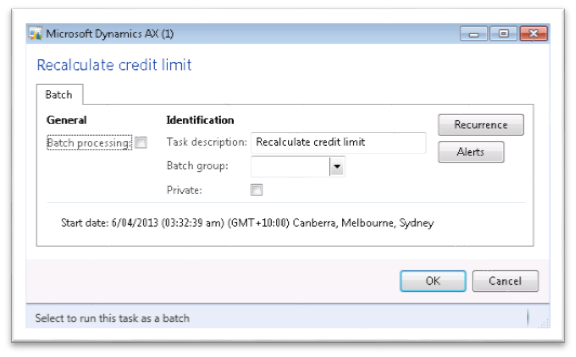 Microsoft Dynamics AX (1)
Recalculate credit limit
Batch
General
Batch processing:
Identification
Task description: Recalculate credit limit
Batch group:
Private:
Recurrence
Alerts
Start date: 6/04/2013 (03:32:39 am) (GMT+10:00) Canberra, Melbourne, Sydney
OK Cancel
Select to run this task as a batch